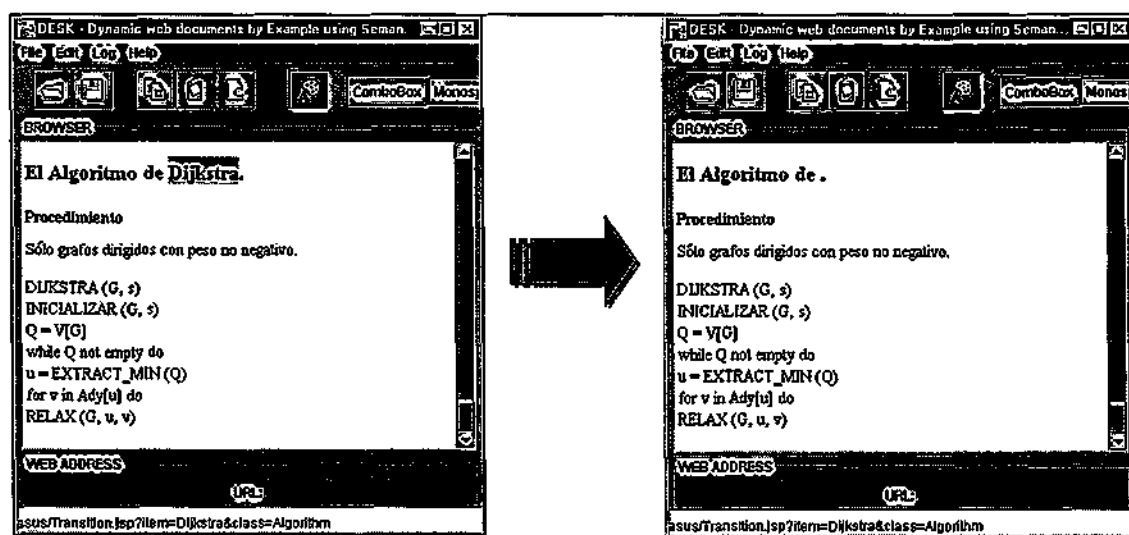 DESK - Dynamic web documents by Example using Seman.
File Edit Log Help
ComboBox Monos
BROWSER
El Algoritmo de Dijkstra.
Procedimiento
Sólo grafos dirigidos con peso no negativo.
DIJKSTRA (G, s)
INICIALIZAR (G, s)
Q = V[G]
while Q not empty do
u = EXTRACT_MIN (Q)
for v in Ady[u] do
RELAX (G, u, v)
WEB ADDRESS
URL:
asus/Transition.jsp?item=Dijkstra&class=Algorithm
DESK - Dynamic web documents by Example using Seman...
File Edit Log Help
ComboBox Monos
BROWSER
El Algoritmo de .
Procedimiento
Sólo grafos dirigidos con peso no negativo.
DIJKSTRA (G, s)
INICIALIZAR (G, s)
Q = V[G]
while Q not empty do
u = EXTRACT_MIN (Q)
for v in Ady[u] do
RELAX (G, u, v)
WEB ADDRESS
URL:
asus/Transition.jsp?item=Dijkstra&class=Algorithm